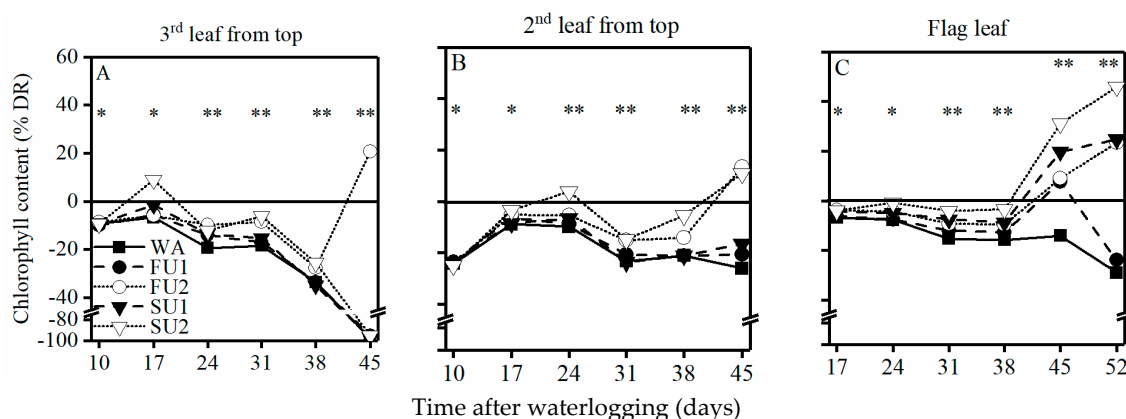 3rd leaf from top
2nd leaf from top
Flag leaf
Chlorophyll content (% DR)
60
40
20
0
-20
-40
-80
-100
A
* * ** ** ** **
WA
FU1
FU2
SU1
SU2
10 17 24 31 38 45
B
* * ** ** ** **
10 17 24 31 38 45
C
** **
* * ** **
17 24 31 38 45 52
Time after waterlogging (days)